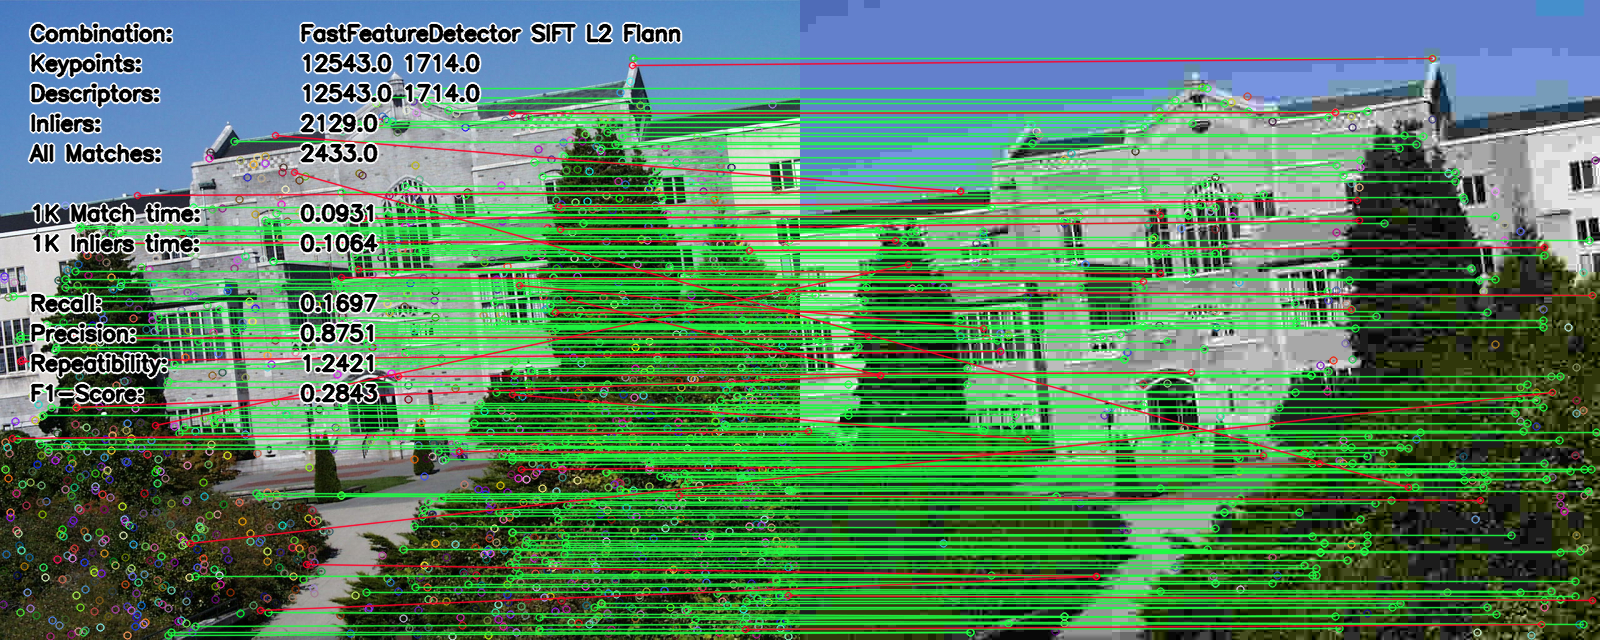 Combination: FastFeatureDetector SIFT L2 Flann
Keypoints: 12543.0 1714.0
Descriptors: 12543.0 1714.0
Inliers: 2129.0
All Matches: 2433.0
1K Match time: 0.0931
1K Inliers time: 0.1064
Recall: 0.1697
Precision: 0.8751
Repeatability: 1.2421
F1-Score: 0.2843